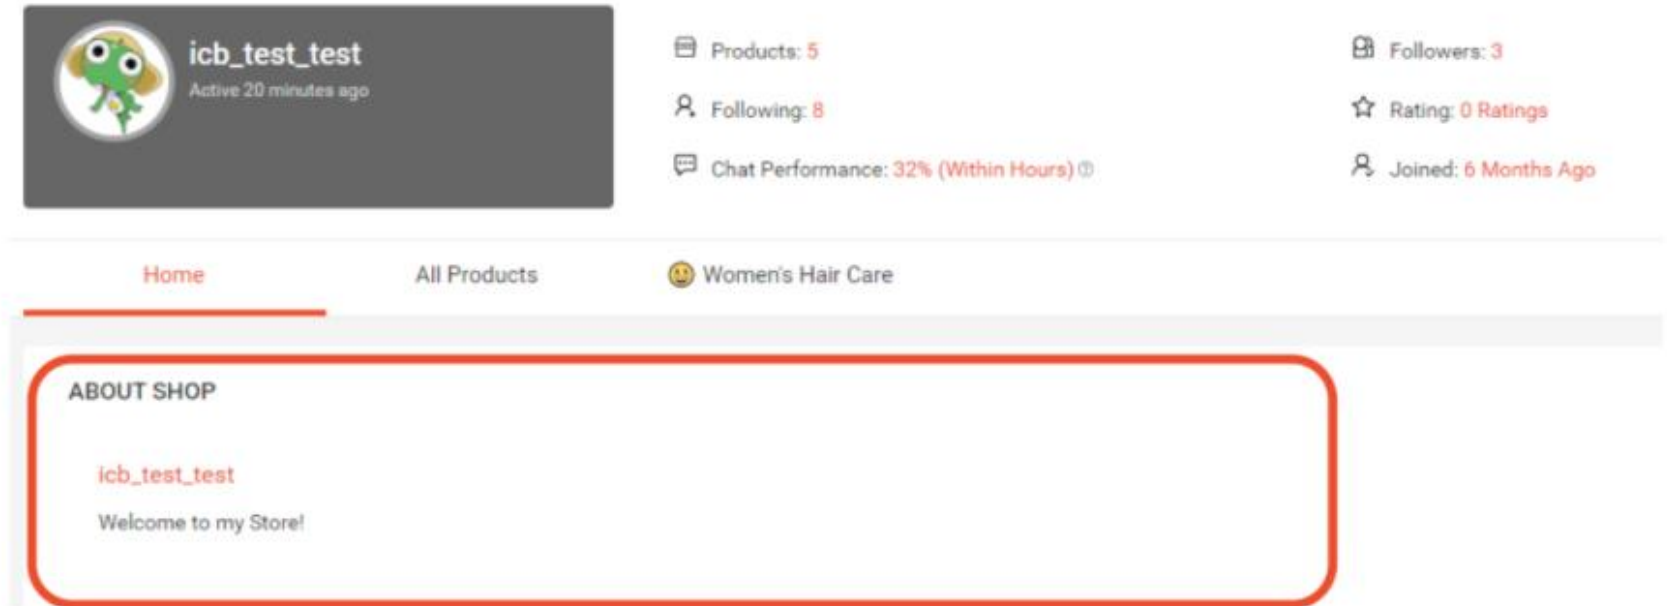 icb_test_test
Active 20 minutes ago
Products: 5
Followers: 3
Following: 8
Rating: 0 Ratings
Chat Performance: 32% (Within Hours)
Joined: 6 Months Ago
Home
All Products
Women's Hair Care
ABOUT SHOP
icb_test_test
Welcome to my Store!